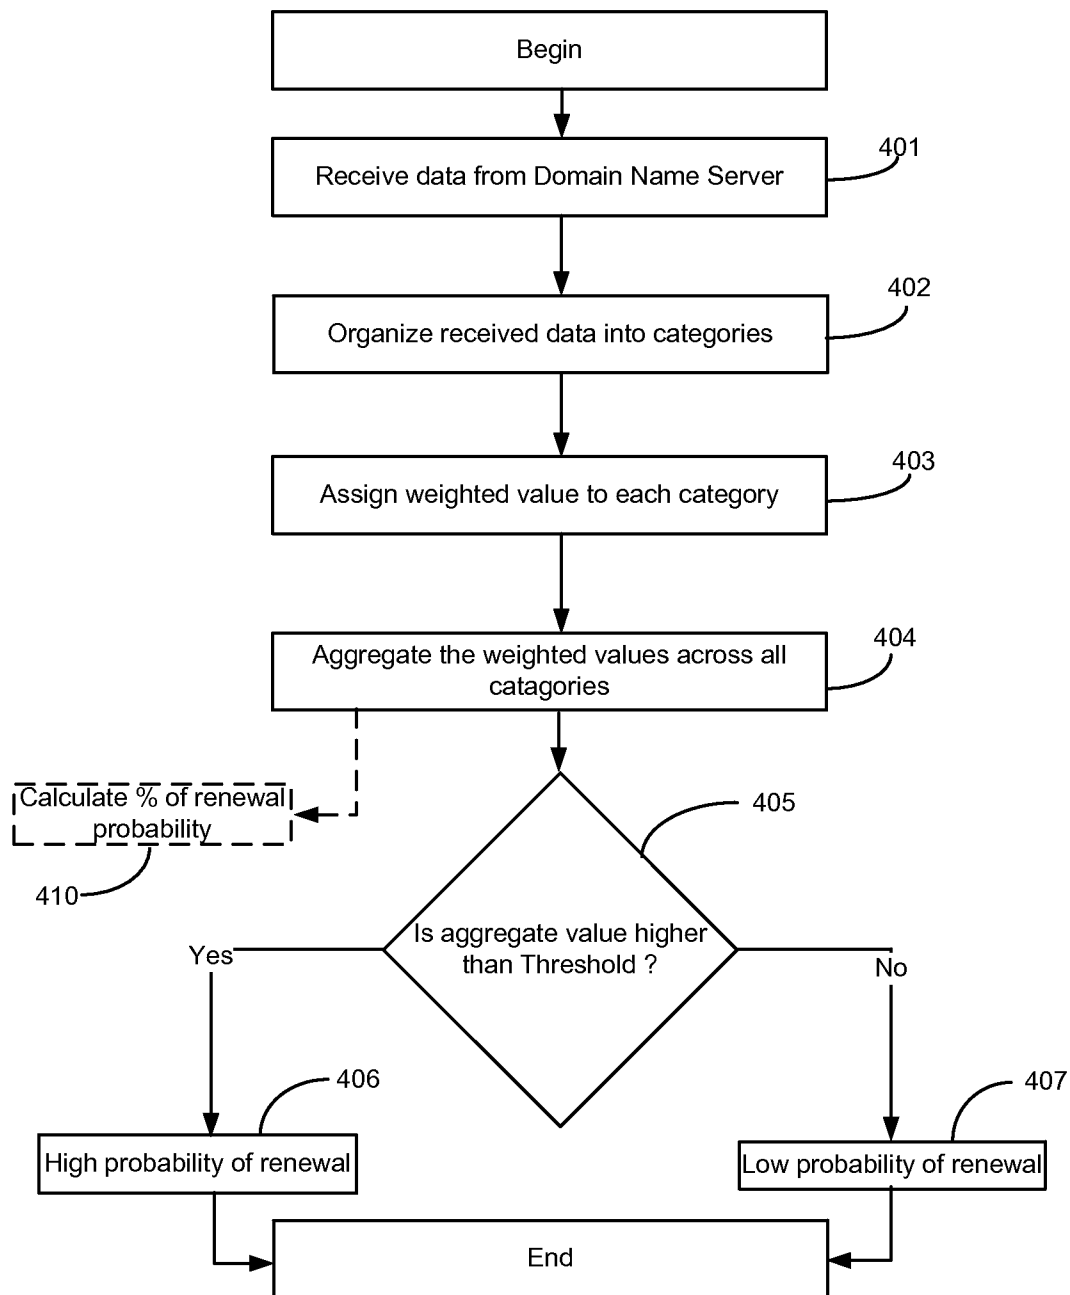 Begin
401
Receive data from Domain Name Server
402
Organize received data into categories
403
Assign weighted value to each category
404
Aggregate the weighted values across all
catagories
Calculate % of renewal
probability
410
405
Is aggregate value higher
than Threshold ?
Yes
No
406
High probability of renewal
407
Low probability of renewal
End